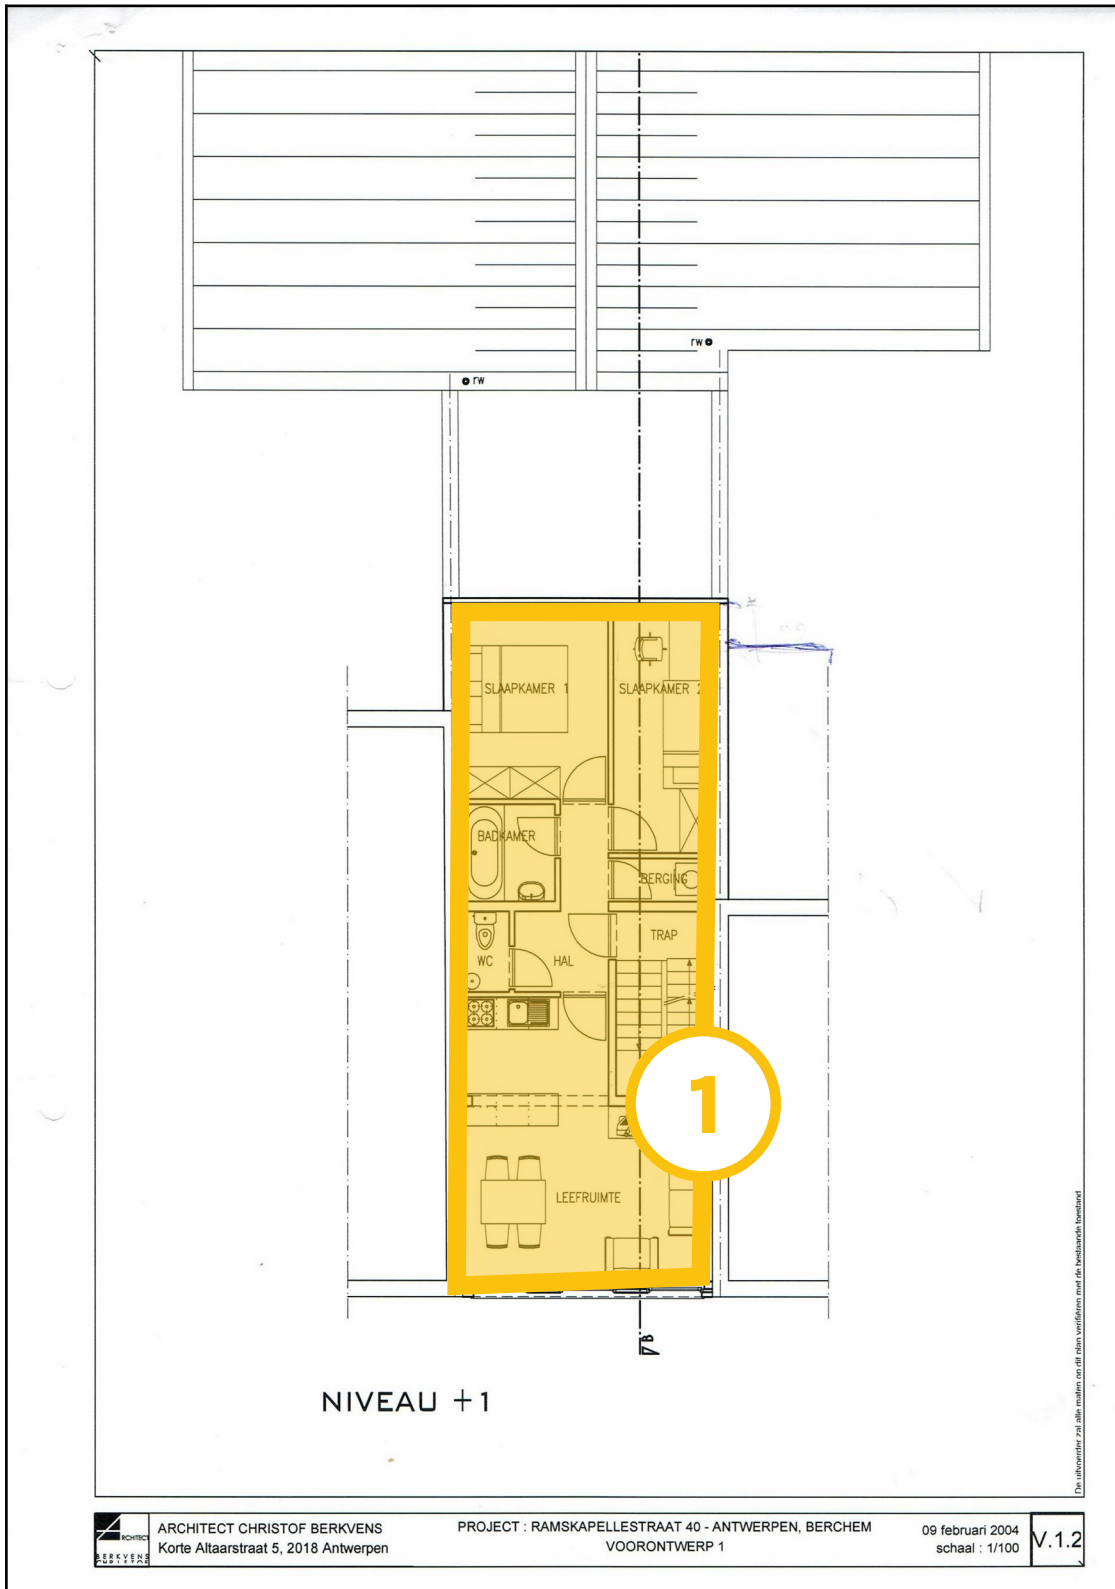 rw
rw
SLAAPKAMER 1
SLAAPKAMER 2
BADKAMER
BERGING
TRAP
WC
HAL
1
LEEFRUIMTE
B
NIVEAU +1
De uitvoerder zal alle maten op dit plan verifiëren met de bestaande toestand
ARCHITECT
BERKVENS
ARCHITECT CHRISTOF BERKVENS
Korte Altaarstraat 5, 2018 Antwerpen
PROJECT : RAMSKAPELLESTRAAT 40 - ANTWERPEN, BERCHEM
VOORONTWERP 1
09 februari 2004
schaal : 1/100
V.1.2